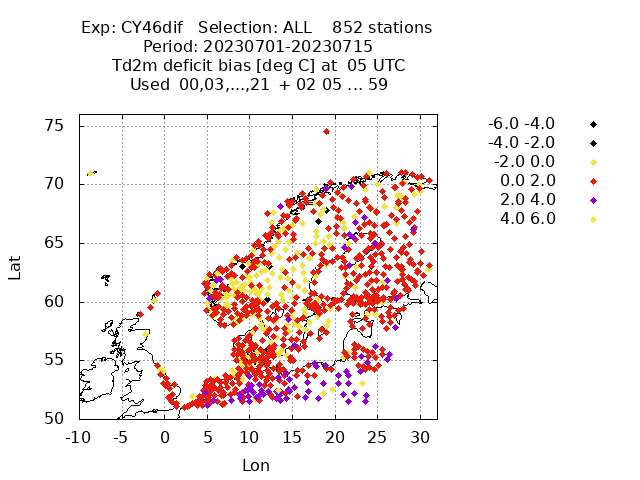 Exp: CY46dif   Selection: ALL    852 stations
Period: 20230701-20230715
Td2m deficit bias [deg C] at  05 UTC
Used  00,03,...,21  + 02 05 ... 59
-6.0 -4.0
-4.0 -2.0
-2.0 0.0
0.0 2.0
2.0 4.0
4.0 6.0
75
70
65
60
55
50
Lat
-10 -5 0 5 10 15 20 25 30
Lon